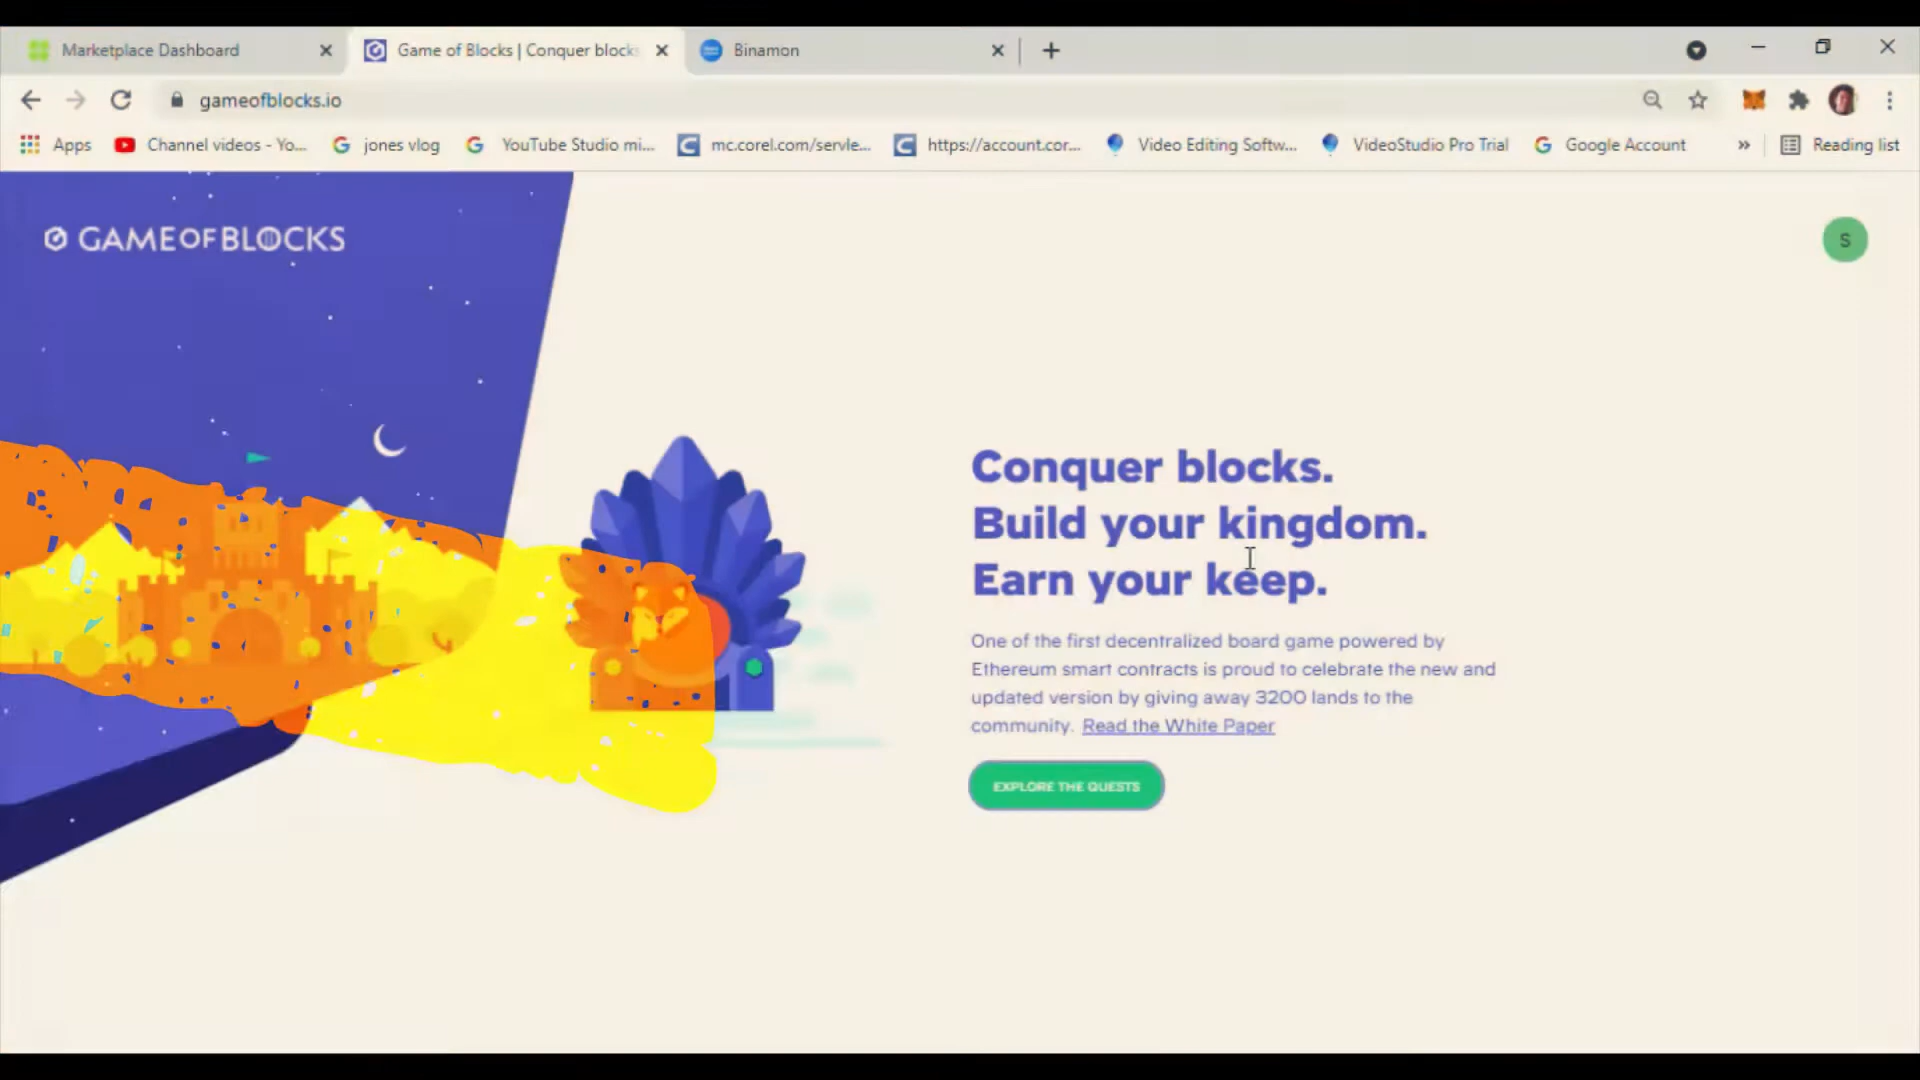 Marketplace Dashboard
Game of Blocks | Conquer block
Binamon
gameofblocks.io
Apps
Channel videos - Yo...
jones vlog
YouTube Studio mi...
mc.corel.com/servle...
https://account.cor...
Video Editing Softw...
VideoStudio Pro Trial
Google Account
Reading list
GAME OF BLOCKS
S
Conquer blocks.
Build your kingdom.
Earn your keep.
One of the first decentralized board game powered by
Ethereum smart contracts is proud to celebrate the new and
updated version by giving away 3200 lands to the
community. Read the White Paper
EXPLORE THE QUESTS